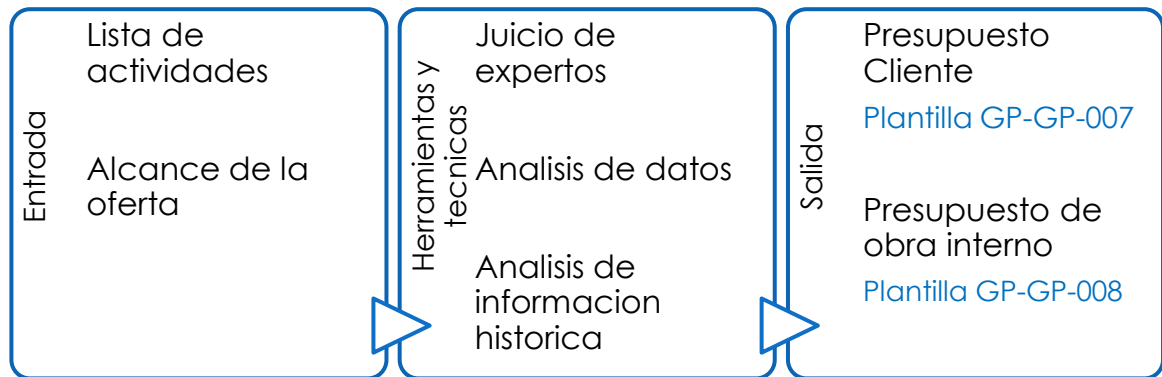 Entrada
Lista de
actividades
Alcance de la
oferta
Herramientas y
tecnicas
Juicio de
expertos
Analisis de datos
Analisis de
informacion
historica
Salida
Presupuesto
Cliente
Plantilla GP-GP-007
Presupuesto de
obra interno
Plantilla GP-GP-008